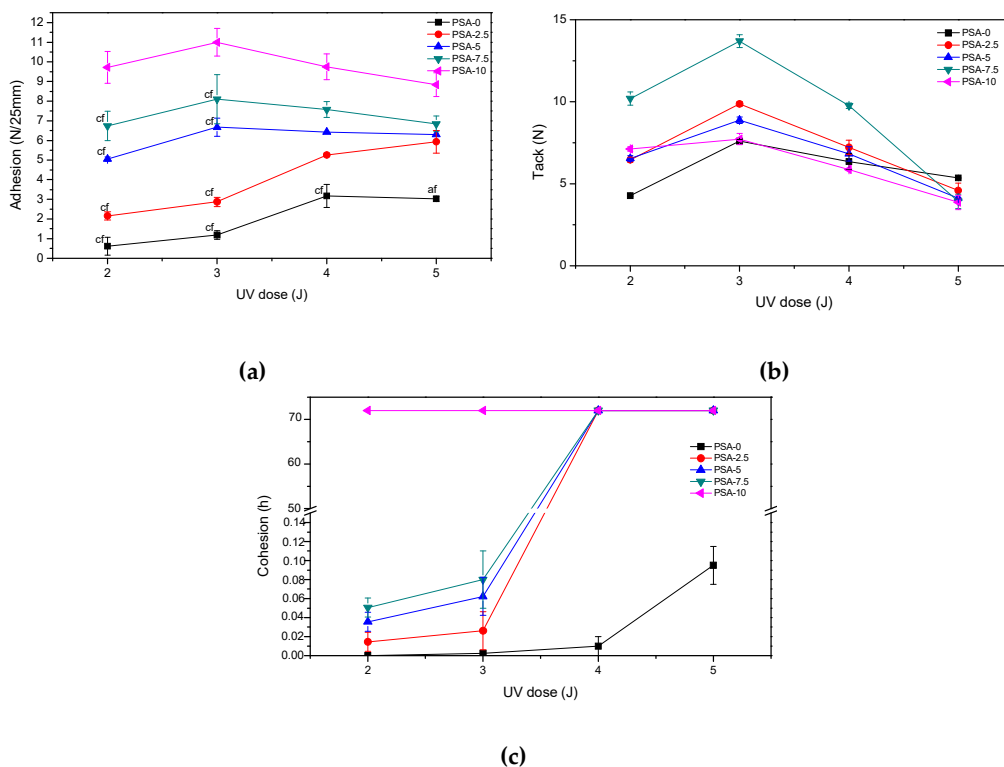 12
11
10
9
8
7
6
5
4
3
2
1
0
Adhesion (N/25mm)
cf
cf
cf
cf
cf
cf
cf
cf
cf
af
PSA-0
PSA-2.5
PSA-5
PSA-7.5
PSA-10
2 3 4 5
UV dose (J)
(a)
15
10
5
0
Tack (N)
PSA-0
PSA-2.5
PSA-5
PSA-7.5
PSA-10
2 3 4 5
UV dose (J)
(b)
70
60
50
0.14
0.12
0.10
0.08
0.06
0.04
0.02
0.00
Cohesion (h)
PSA-0
PSA-2.5
PSA-5
PSA-7.5
PSA-10
2 3 4 5
UV dose (J)
(c)